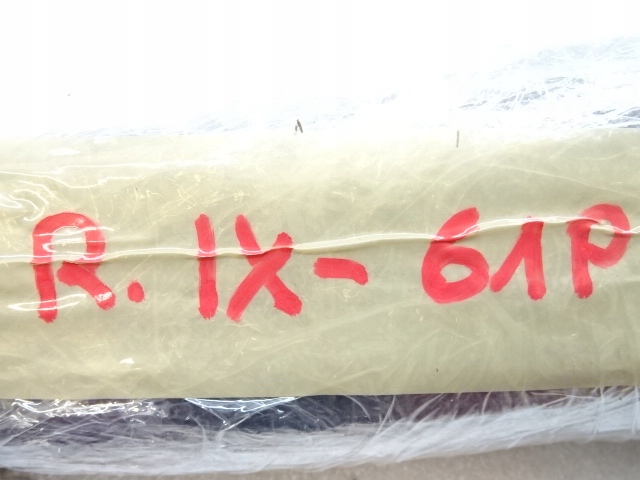 R. IX - 61P